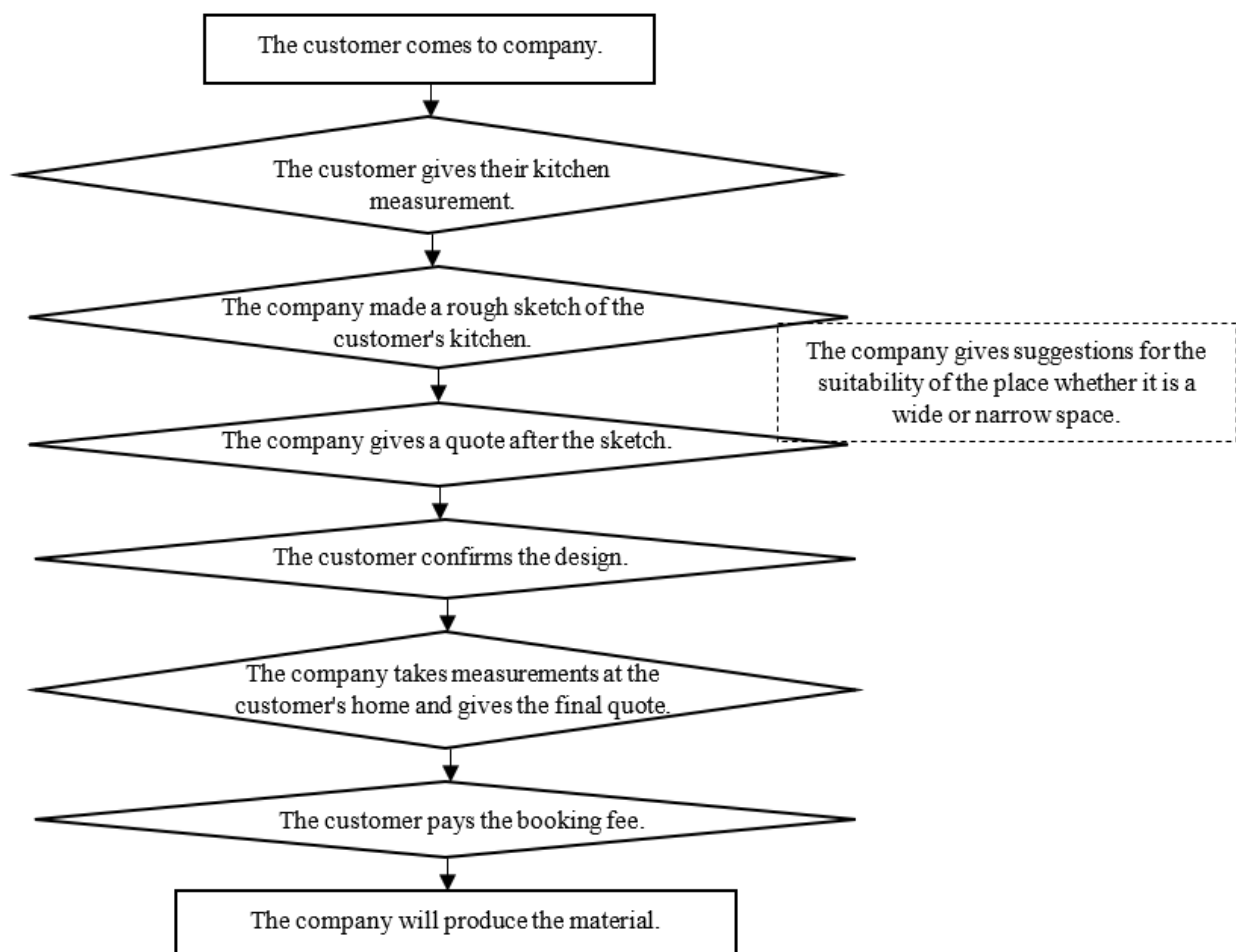 The customer comes to company.
The customer gives their kitchen
measurement.
The company made a rough sketch of the
customer's kitchen.
The company gives suggestions for the
suitability of the place whether it is a
wide or narrow space.
The company gives a quote after the sketch.
The customer confirms the design.
The company takes measurements at the
customer's home and gives the final quote.
The customer pays the booking fee.
The company will produce the material.